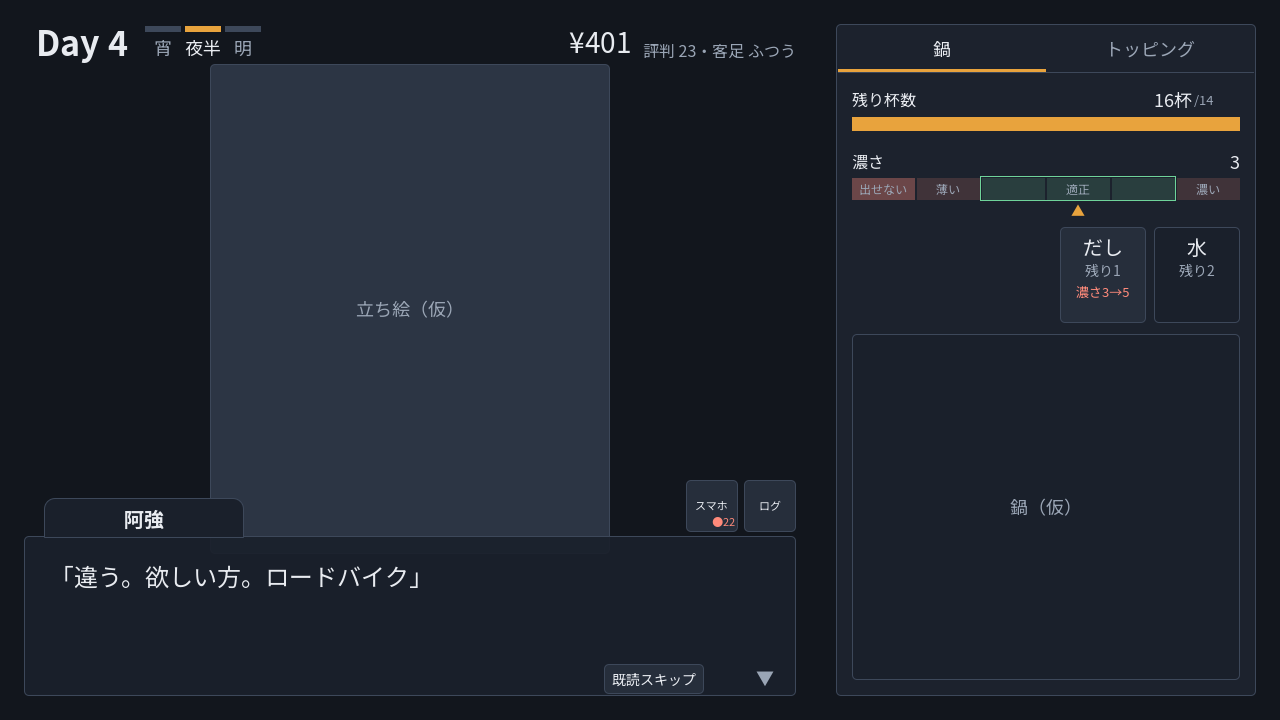 Day 4
宵 夜半 明
¥401
評判 23・客足 ふつう
立ち絵（仮）
スマホ
●22
ログ
阿強
「違う。欲しい方。ロードバイク」
既読スキップ
▼
鍋 トッピング
残り杯数 16杯/14
濃さ 3
出せない 薄い 適正 濃い
▲
だし
残り1
濃さ3→5
水
残り2
鍋（仮）